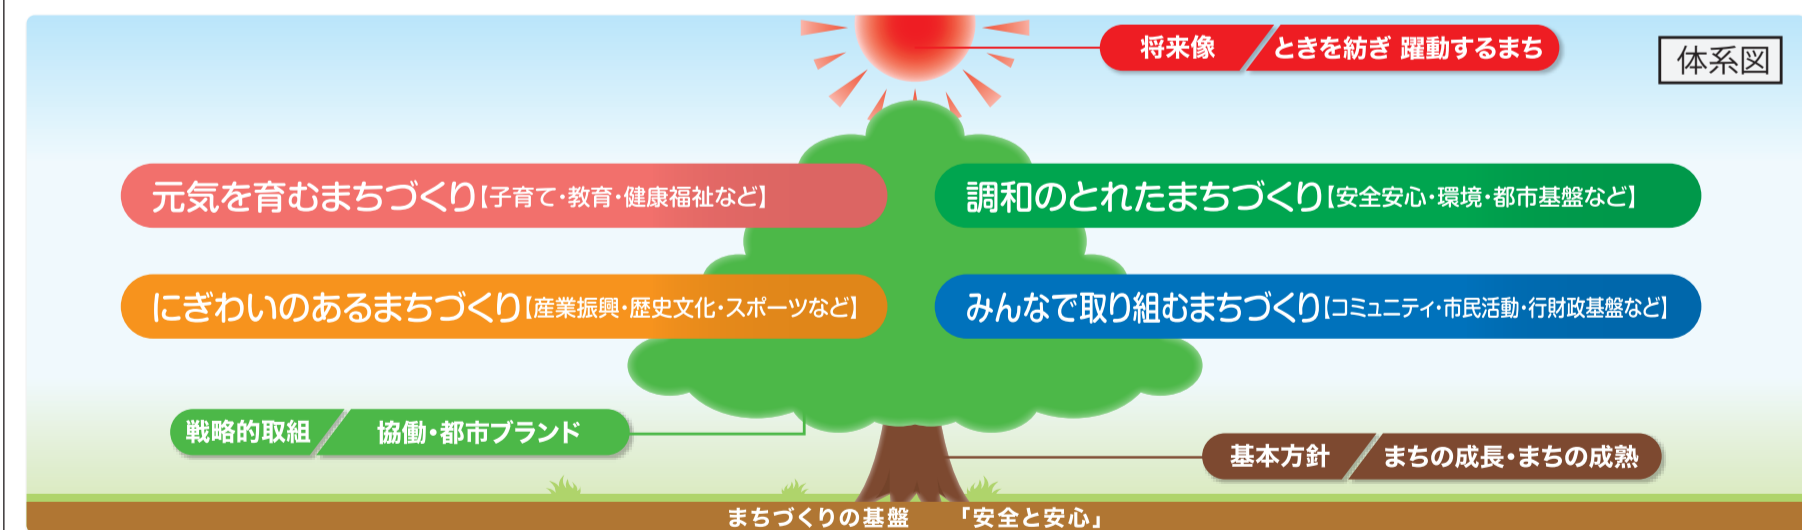 将来像 ときを紡ぎ 躍動するまち
体系図
元気を育むまちづくり【子育て・教育・健康福祉など】
調和のとれたまちづくり【安全安心・環境・都市基盤など】
にぎわいのあるまちづくり【産業振興・歴史文化・スポーツなど】
みんなで取り組むまちづくり【コミュニティ・市民活動・行財政基盤など】
戦略的取組 協働・都市ブランド
基本方針 まちの成長・まちの成熟
まちづくりの基盤 「安全と安心」